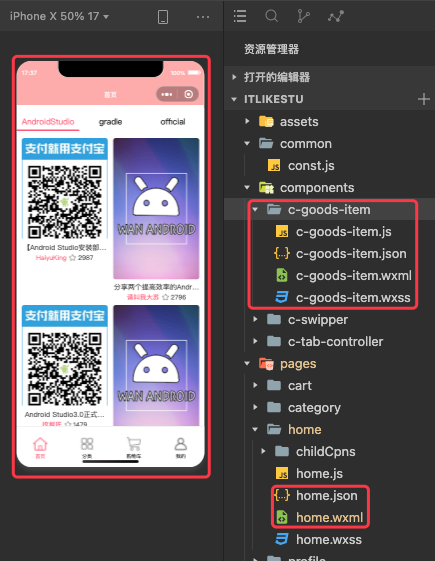 iPhone X 50% 17
17:37
100%
首页
AndroidStudio
gradle
official
支付就用支付宝
WAN ANDROID
【Android Studio安装部...
HaiyuKing ☆ 2987
分享两个提高效率的Andr...
请叫我大苏 ☆ 2796
支付就用支付宝
WAN ANDROID
Android Studio3.0正式...
☆ 1479
首页
分类
购物车
我的
资源管理器
打开的编辑器
ITLIKESTU
assets
common
const.js
components
c-goods-item
c-goods-item.js
c-goods-item.json
c-goods-item.wxml
c-goods-item.wxss
c-swipper
c-tab-controller
pages
cart
category
home
childCpns
home.js
home.json
home.wxml
home.wxss
profile